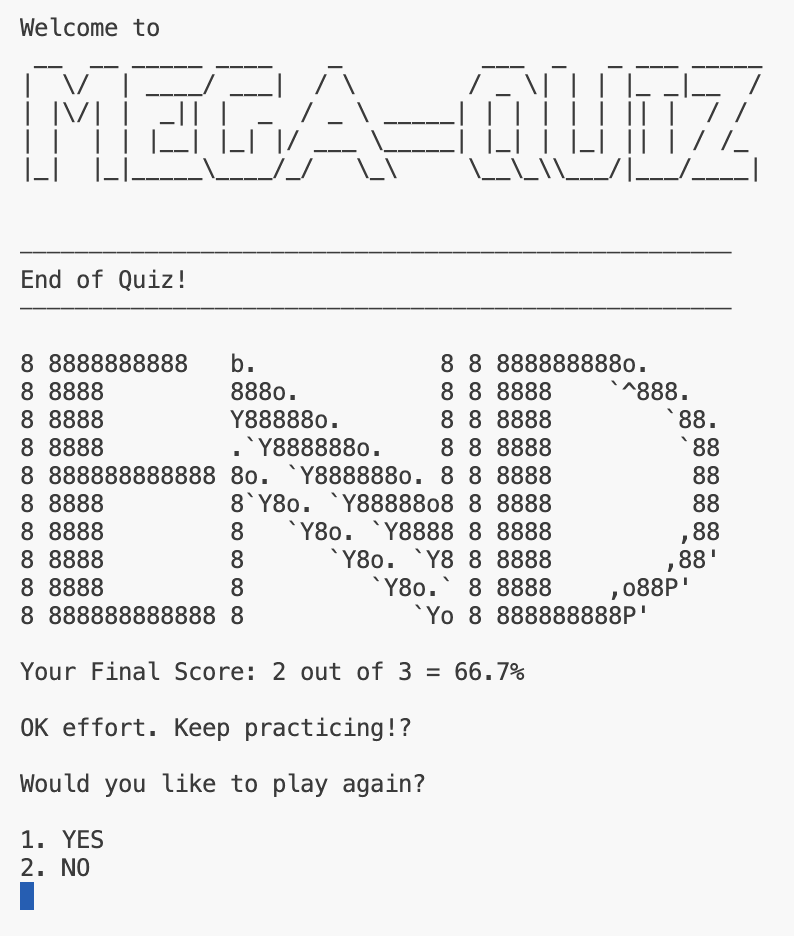 Welcome to
MEGA-QUIZ
End of Quiz!
END
Your Final Score: 2 out of 3 = 66.7%
OK effort. Keep practicing!?
Would you like to play again?
1. YES
2. NO